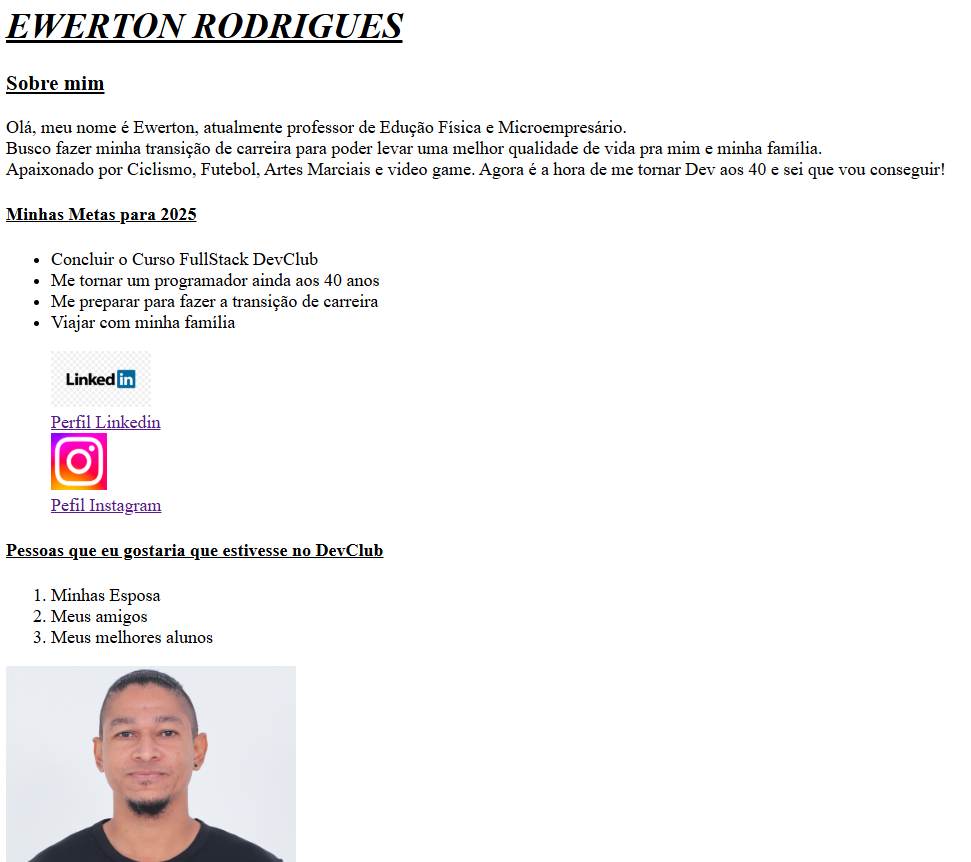 EWERTON RODRIGUES
Sobre mim
Olá, meu nome é Ewerton, atualmente professor de Edução Física e Microempresário.
Busco fazer minha transição de carreira para poder levar uma melhor qualidade de vida pra mim e minha família.
Apaixonado por Ciclismo, Futebol, Artes Marciais e video game. Agora é a hora de me tornar Dev aos 40 e sei que vou conseguir!
Minhas Metas para 2025
• Concluir o Curso FullStack DevClub
• Me tornar um programador ainda aos 40 anos
• Me preparar para fazer a transição de carreira
• Viajar com minha família
Linkedin
Perfil Linkedin
Pefil Instagram
Pessoas que eu gostaria que estivesse no DevClub
1. Minhas Esposa
2. Meus amigos
3. Meus melhores alunos